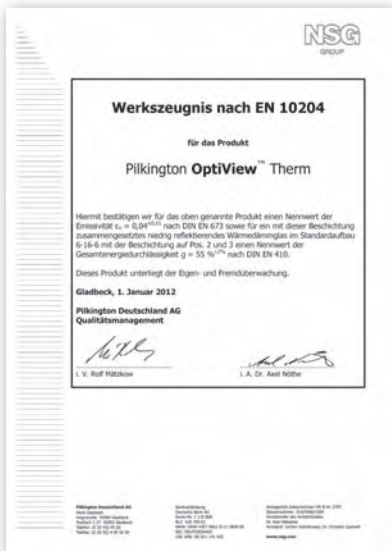 NSG
GROUP
Werkszeugnis nach EN 10204
für das Produkt
Pilkington OptiView™ Therm
Hiermit bestätigen wir für das oben genannte Produkt einen Nennwert der
Emissivität εn = 0,04 nach DIN EN 673 sowie für ein mit dieser Beschichtung
zusammengesetztes niedrig reflektierendes Wärmedämmglas im Standardaufbau
6-16-6 mit der Beschichtung auf Pos. 2 und 3 einen Nennwert der
Gesamtenergiedurchlässigkeit g = 55 % nach DIN EN 410.
Dieses Produkt unterliegt der Eigen- und Fremdüberwachung.
Gladbeck, 1. Januar 2012
Pilkington Deutschland AG
Qualitätsmanagement
i. V. Rolf Mätzkow
i. A. Dr. Axel Nöthe
Pilkington Deutschland AG